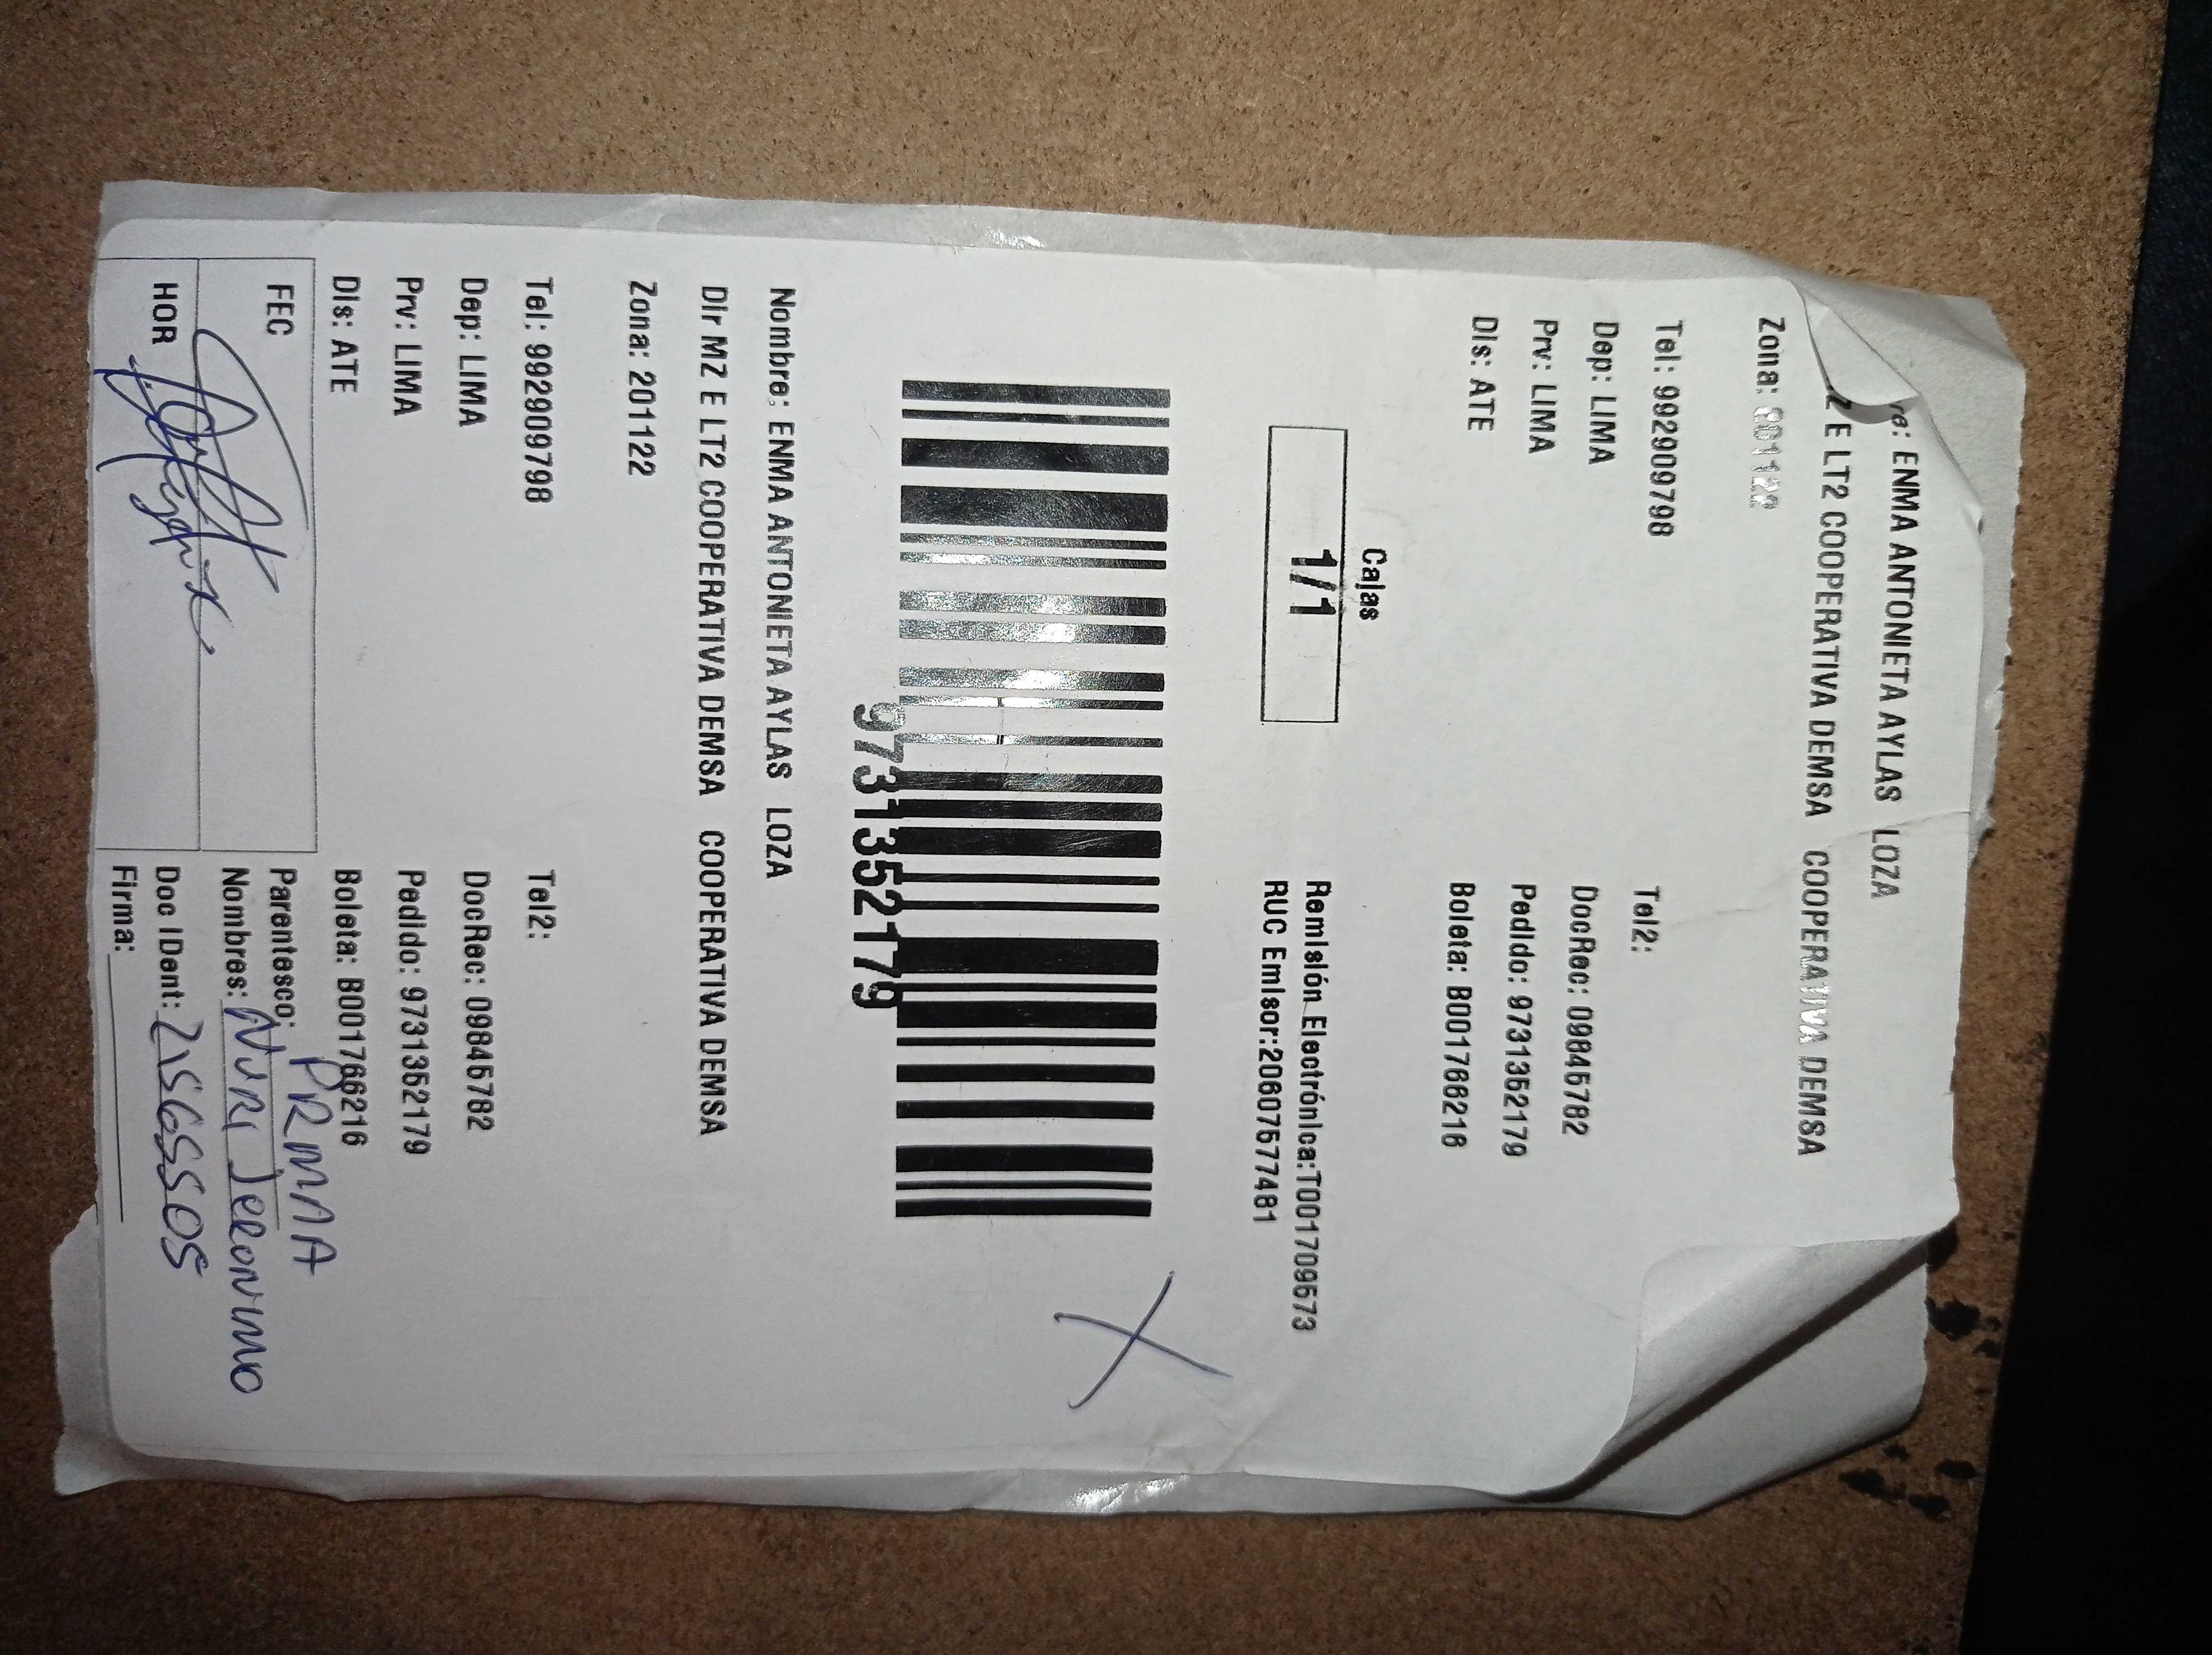 re: ENMA ANTONIETA AYLAS LOZA
Z E LT2 COOPERATIVA DEMSA COOPERATIVA DEMSA
Zona: 201122
Tel: 992909798 Tel2:
Dep: LIMA DocRec: 09845782
Prv: LIMA Pedido: 9731352179
Dis: ATE Boleta: B001766216
Cajas
1/1
Remisión Electrónica:T001709573
RUC Emisor:20607577481
9731352179
Nombre: ENMA ANTONIETA AYLAS LOZA
Dir MZ E LT2 COOPERATIVA DEMSA COOPERATIVA DEMSA
Zona: 201122
Tel: 992909798 Tel2:
Dep: LIMA DocRec: 09845782
Prv: LIMA Pedido: 9731352179
Dis: ATE Boleta: B001766216
FEC Parentesco: PRIMA
Nombres: NURI JERONIMO
HOR Doc IDent: 21565505
Firma: